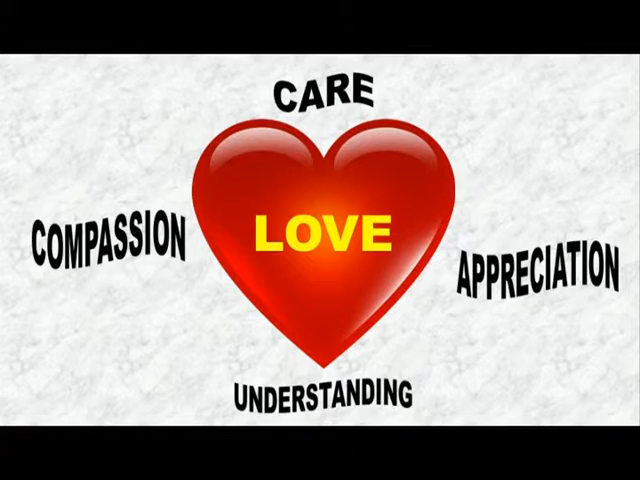 CARE
COMPASSION
LOVE
APPRECIATION
UNDERSTANDING